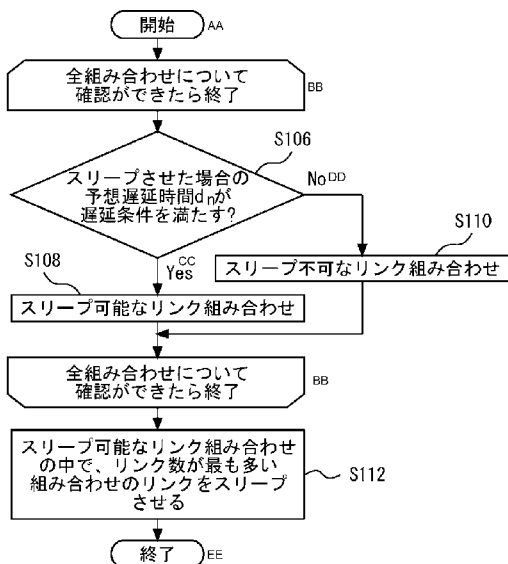 開始 AA
全組み合わせについて
確認ができたら終了
BB
S106
スリープさせた場合の
予想遅延時間dnが
遅延条件を満たす?
No DD
Yes CC
S110
スリープ不可なリンク組み合わせ
S108
スリープ可能なリンク組み合わせ
全組み合わせについて
確認ができたら終了
BB
スリープ可能なリンク組み合わせ
の中で、リンク数が最も多い
組み合わせのリンクをスリープ
させる
S112
終了 EE